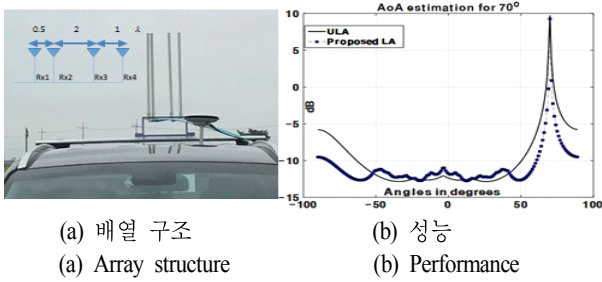 0.5 2 1 λ
Rx1 Rx2 Rx3 Rx4
AoA estimation for 70°
ULA
Proposed LA
dB
10
5
0
-5
-10
-15
-100 -50 0 50 100
Angles in degrees
(a) 배열 구조
(a) Array structure
(b) 성능
(b) Performance